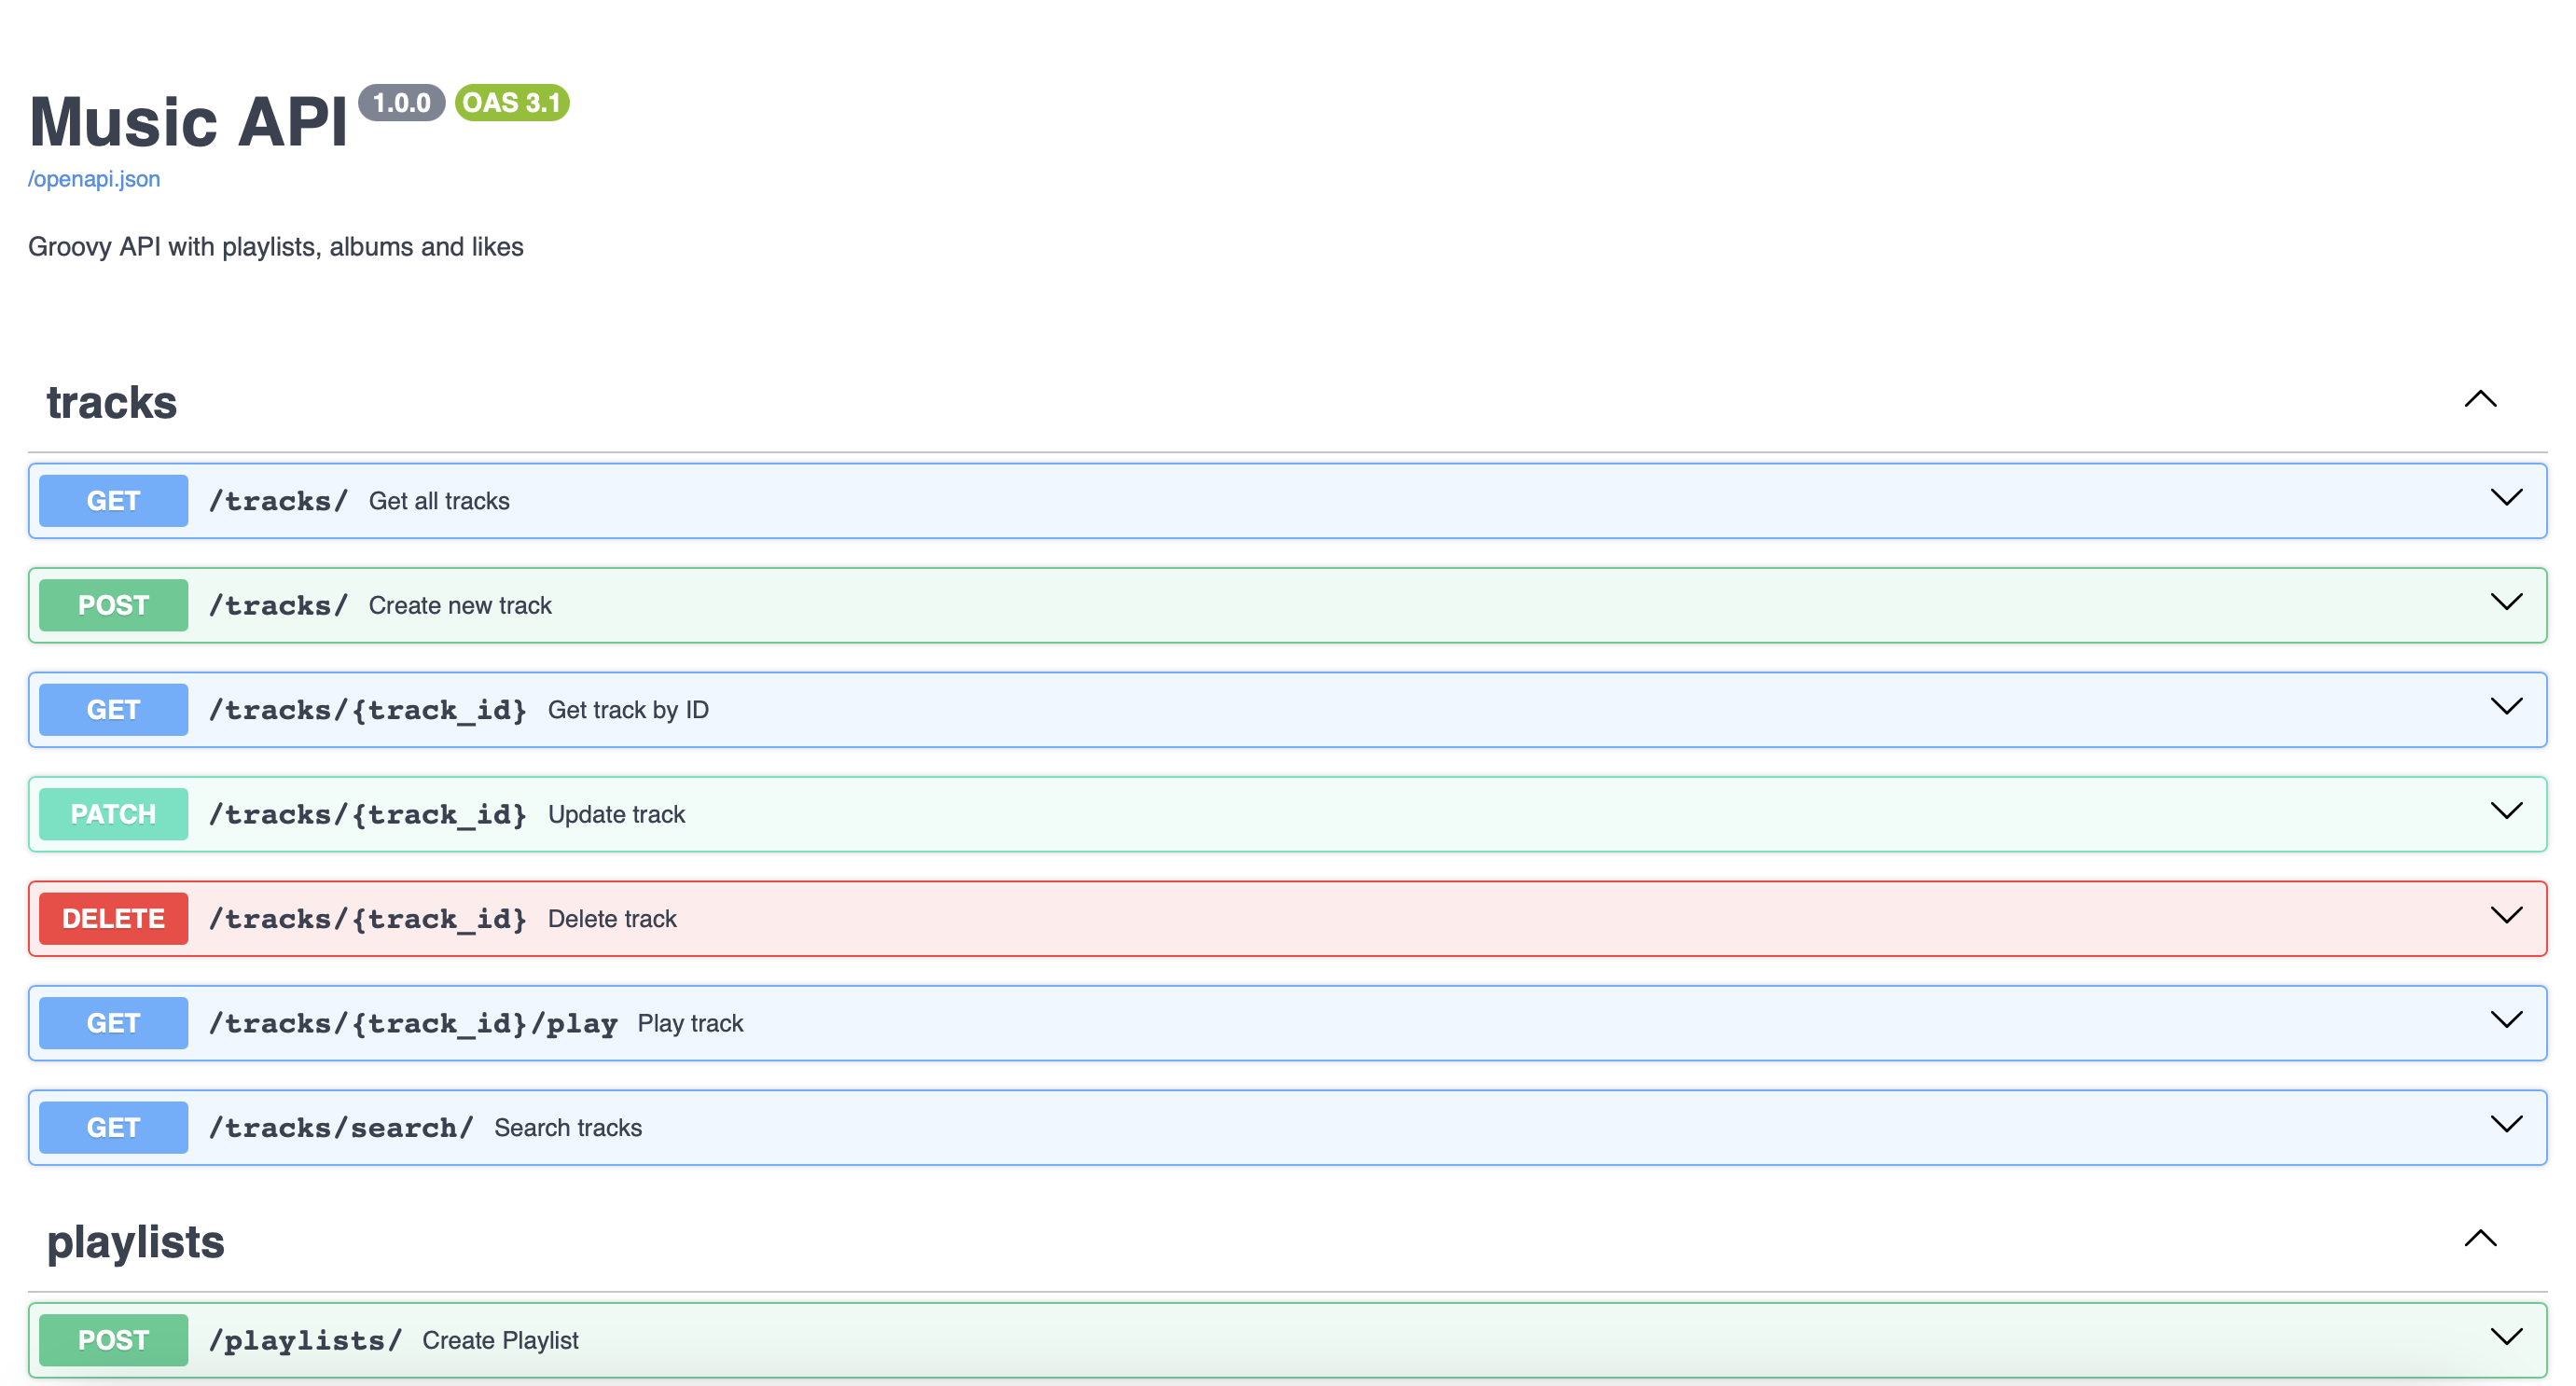 Music API 1.0.0 OAS 3.1
/openapi.json
Groovy API with playlists, albums and likes
tracks
GET /tracks/ Get all tracks
POST /tracks/ Create new track
GET /tracks/{track_id} Get track by ID
PATCH /tracks/{track_id} Update track
DELETE /tracks/{track_id} Delete track
GET /tracks/{track_id}/play Play track
GET /tracks/search/ Search tracks
playlists
POST /playlists/ Create Playlist